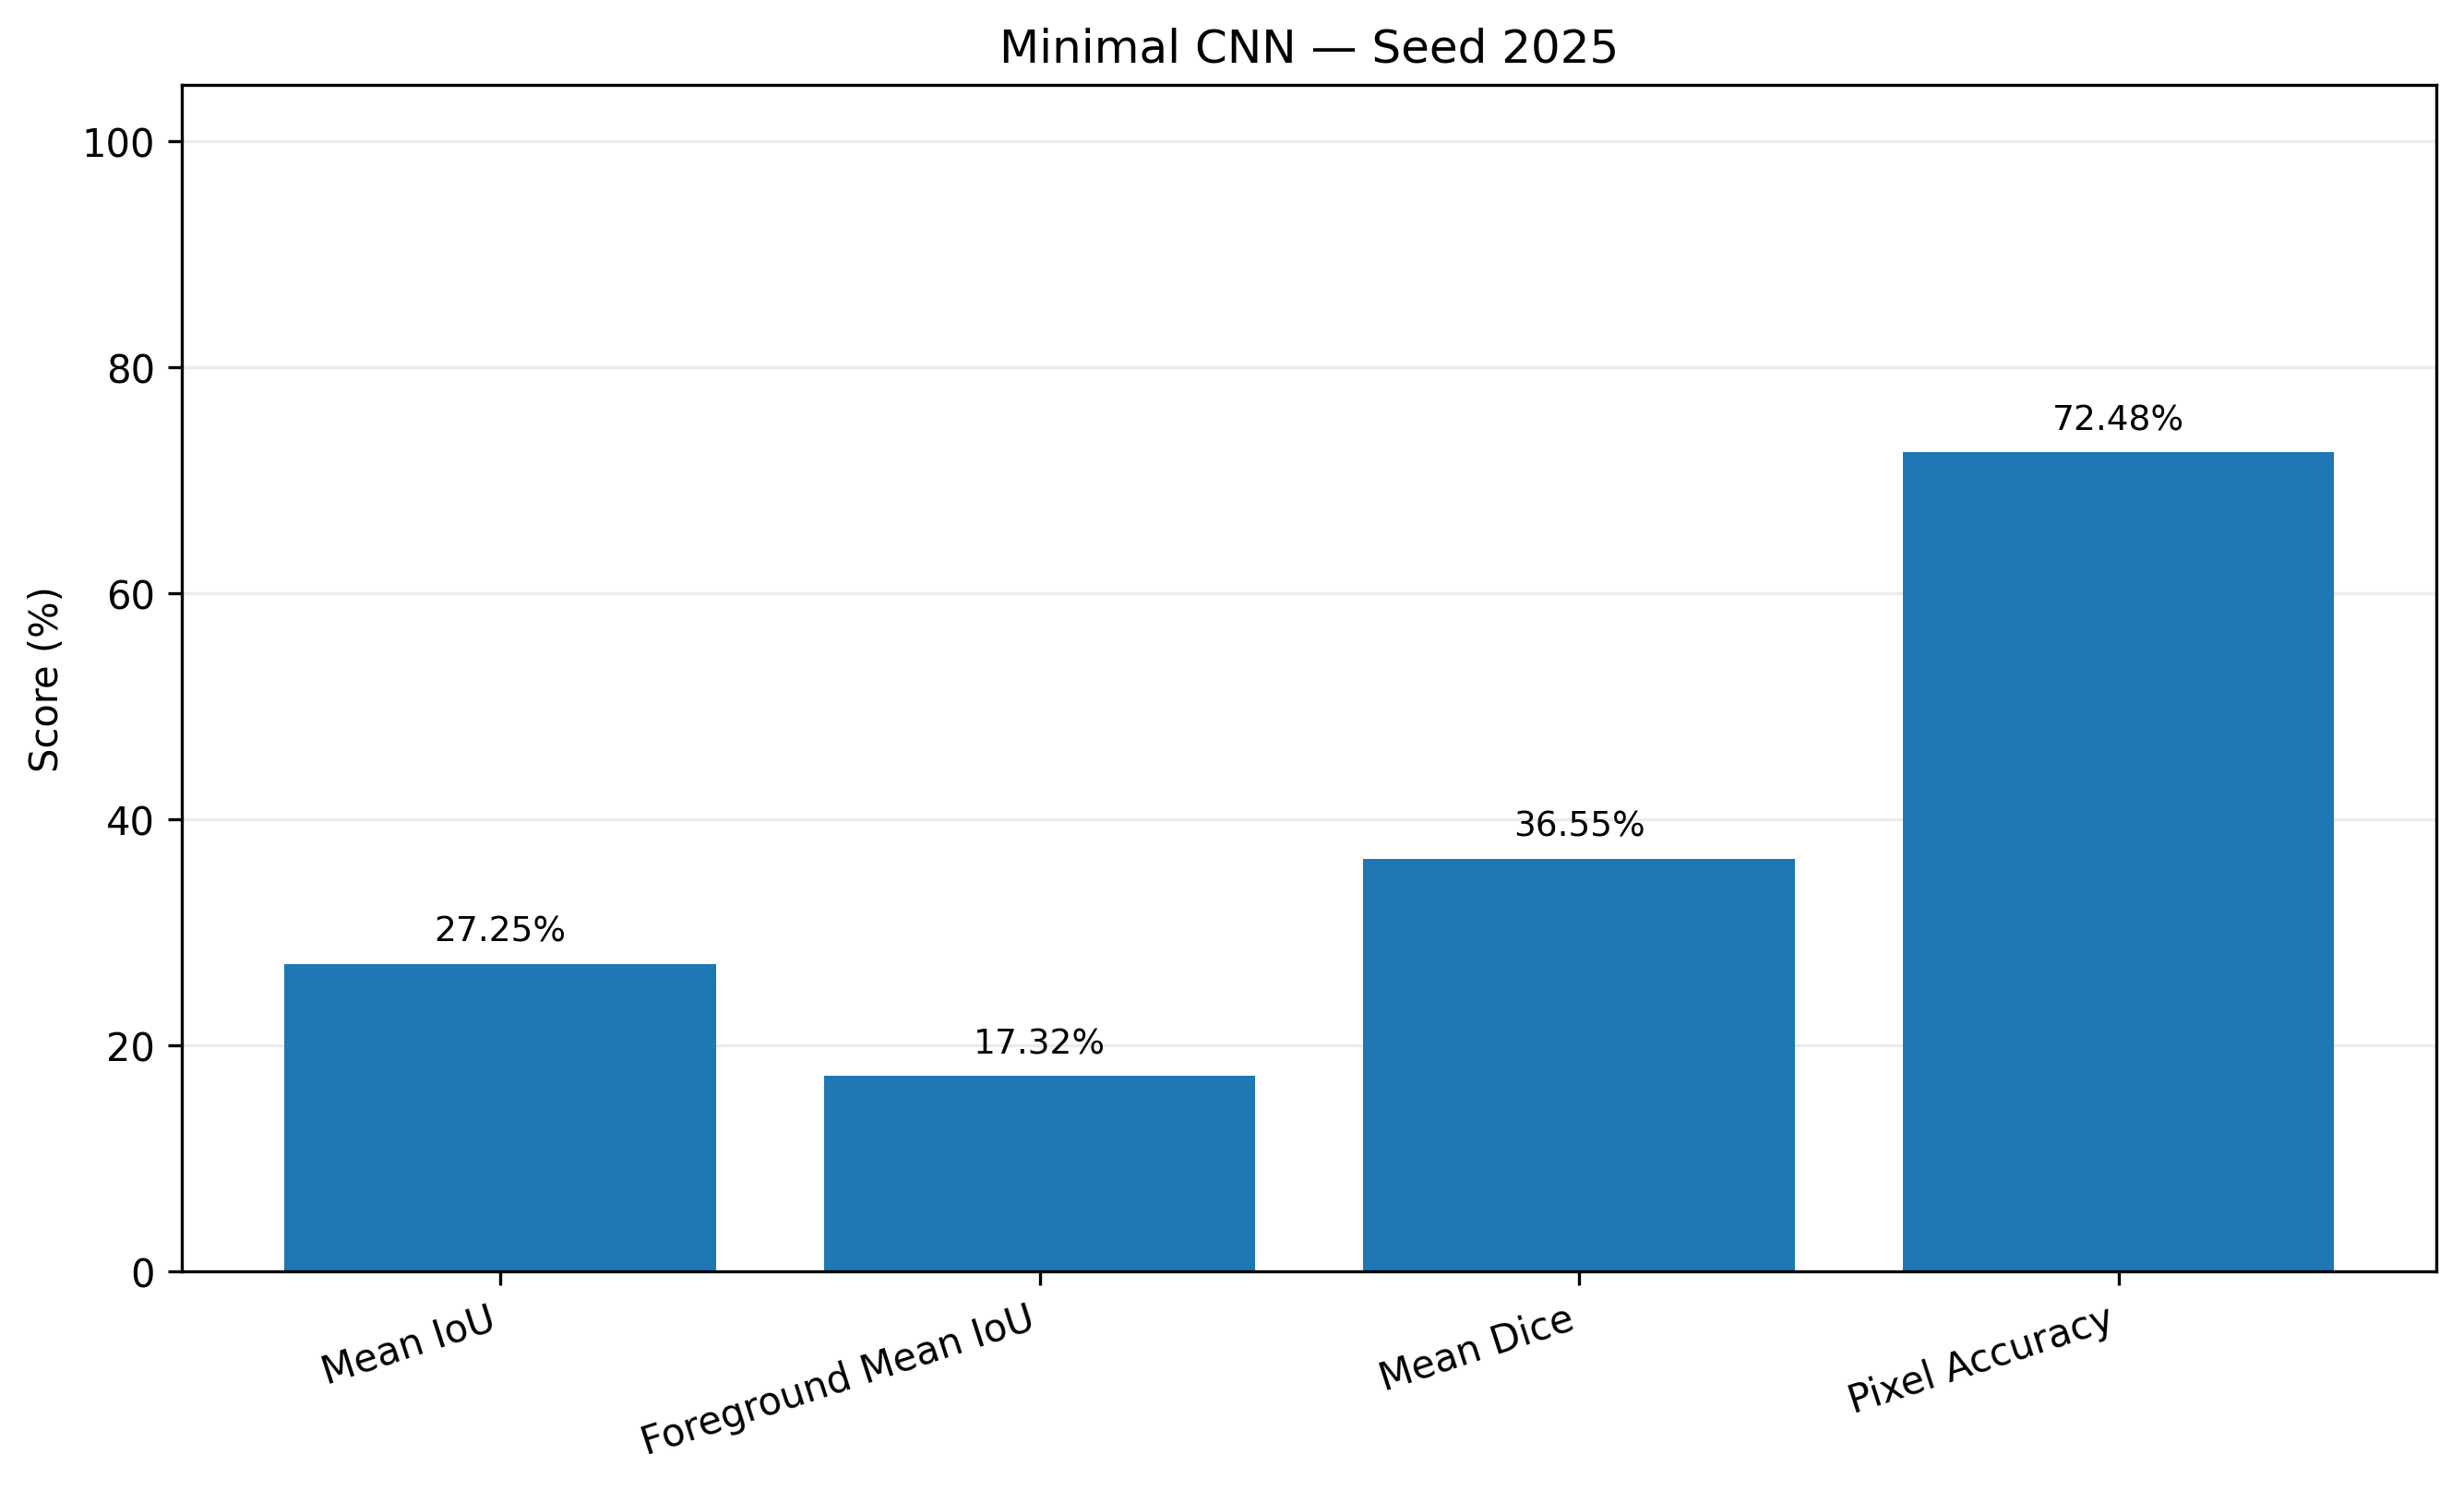 Minimal CNN — Seed 2025
Score (%)
100
80
60
40
20
0
27.25%
17.32%
36.55%
72.48%
Mean IoU
Foreground Mean IoU
Mean Dice
Pixel Accuracy